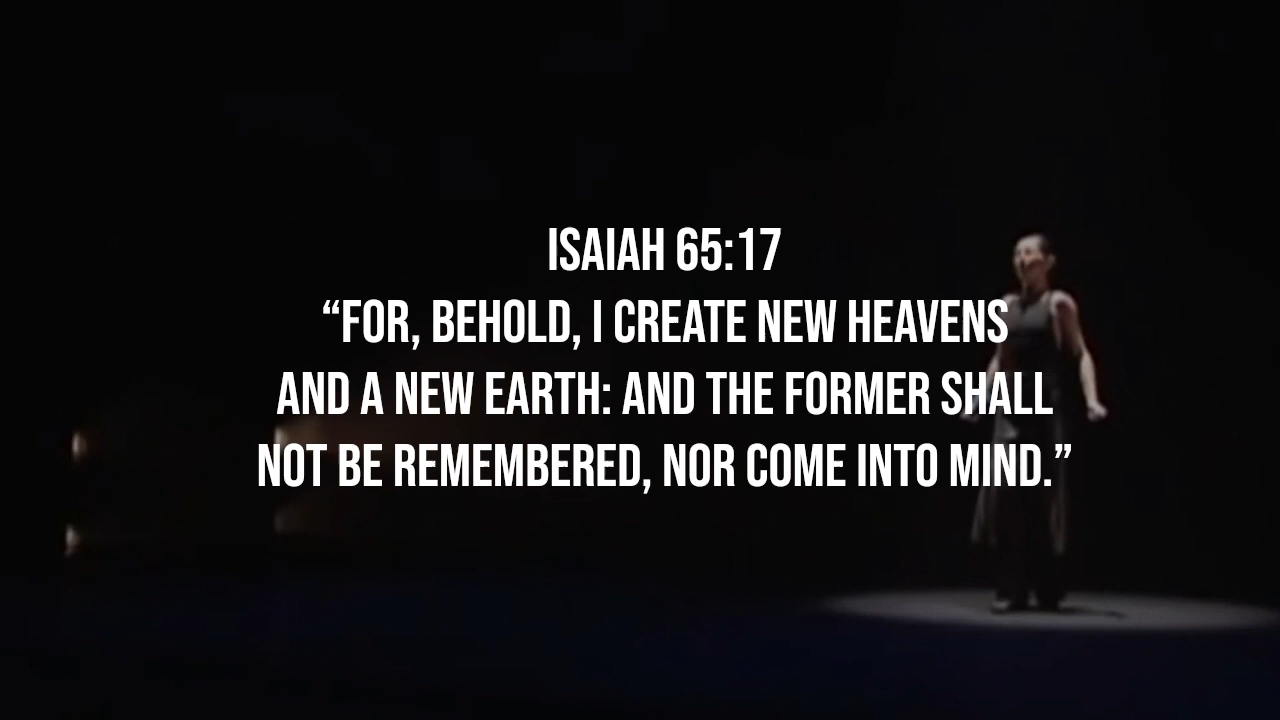 ISAIAH 65:17
“FOR, BEHOLD, I CREATE NEW HEAVENS
AND A NEW EARTH: AND THE FORMER SHALL
NOT BE REMEMBERED, NOR COME INTO MIND.”